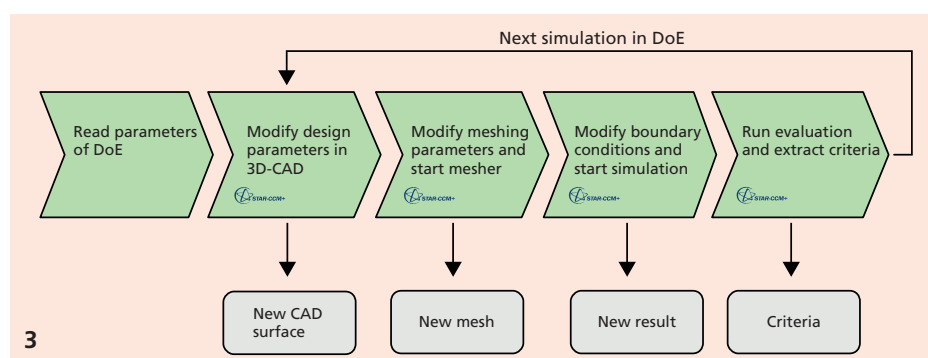 Next simulation in DoE
Read parameters
of DoE
Modify design
parameters in
3D-CAD
STAR-CCM+
Modify meshing
parameters and
start mesher
STAR-CCM+
Modify boundary
conditions and
start simulation
STAR-CCM+
Run evaluation
and extract criteria
STAR-CCM+
New CAD
surface
New mesh
New result
Criteria
3